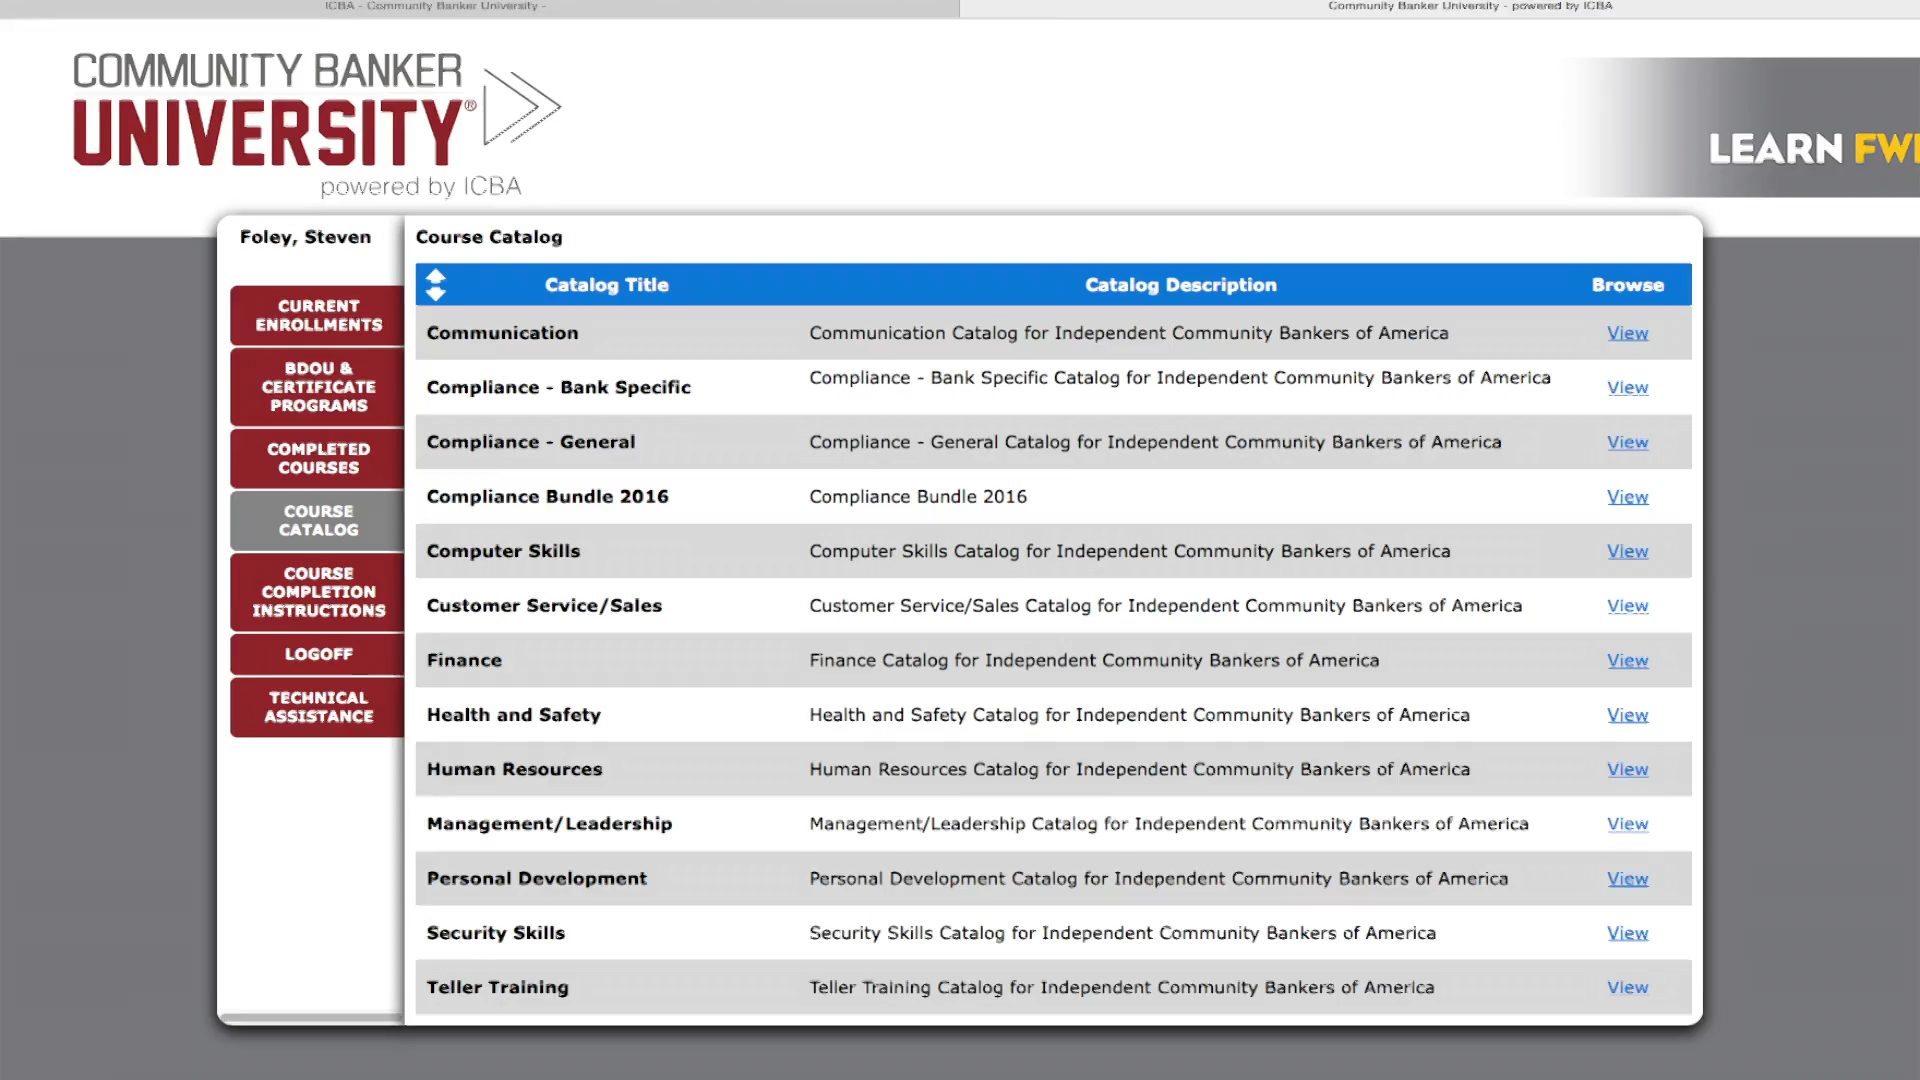 ICBA - Community Banker University -
Community Banker University - powered by ICBA
COMMUNITY BANKER
UNIVERSITY®
powered by ICBA
LEARN FW
Foley, Steven
Course Catalog
CURRENT
ENROLLMENTS
BDOU &
CERTIFICATE
PROGRAMS
COMPLETED
COURSES
COURSE
CATALOG
COURSE
COMPLETION
INSTRUCTIONS
LOGOFF
TECHNICAL
ASSISTANCE
Catalog Title Catalog Description Browse
Communication Communication Catalog for Independent Community Bankers of America View
Compliance - Bank Specific Compliance - Bank Specific Catalog for Independent Community Bankers of America View
Compliance - General Compliance - General Catalog for Independent Community Bankers of America View
Compliance Bundle 2016 Compliance Bundle 2016 View
Computer Skills Computer Skills Catalog for Independent Community Bankers of America View
Customer Service/Sales Customer Service/Sales Catalog for Independent Community Bankers of America View
Finance Finance Catalog for Independent Community Bankers of America View
Health and Safety Health and Safety Catalog for Independent Community Bankers of America View
Human Resources Human Resources Catalog for Independent Community Bankers of America View
Management/Leadership Management/Leadership Catalog for Independent Community Bankers of America View
Personal Development Personal Development Catalog for Independent Community Bankers of America View
Security Skills Security Skills Catalog for Independent Community Bankers of America View
Teller Training Teller Training Catalog for Independent Community Bankers of America View